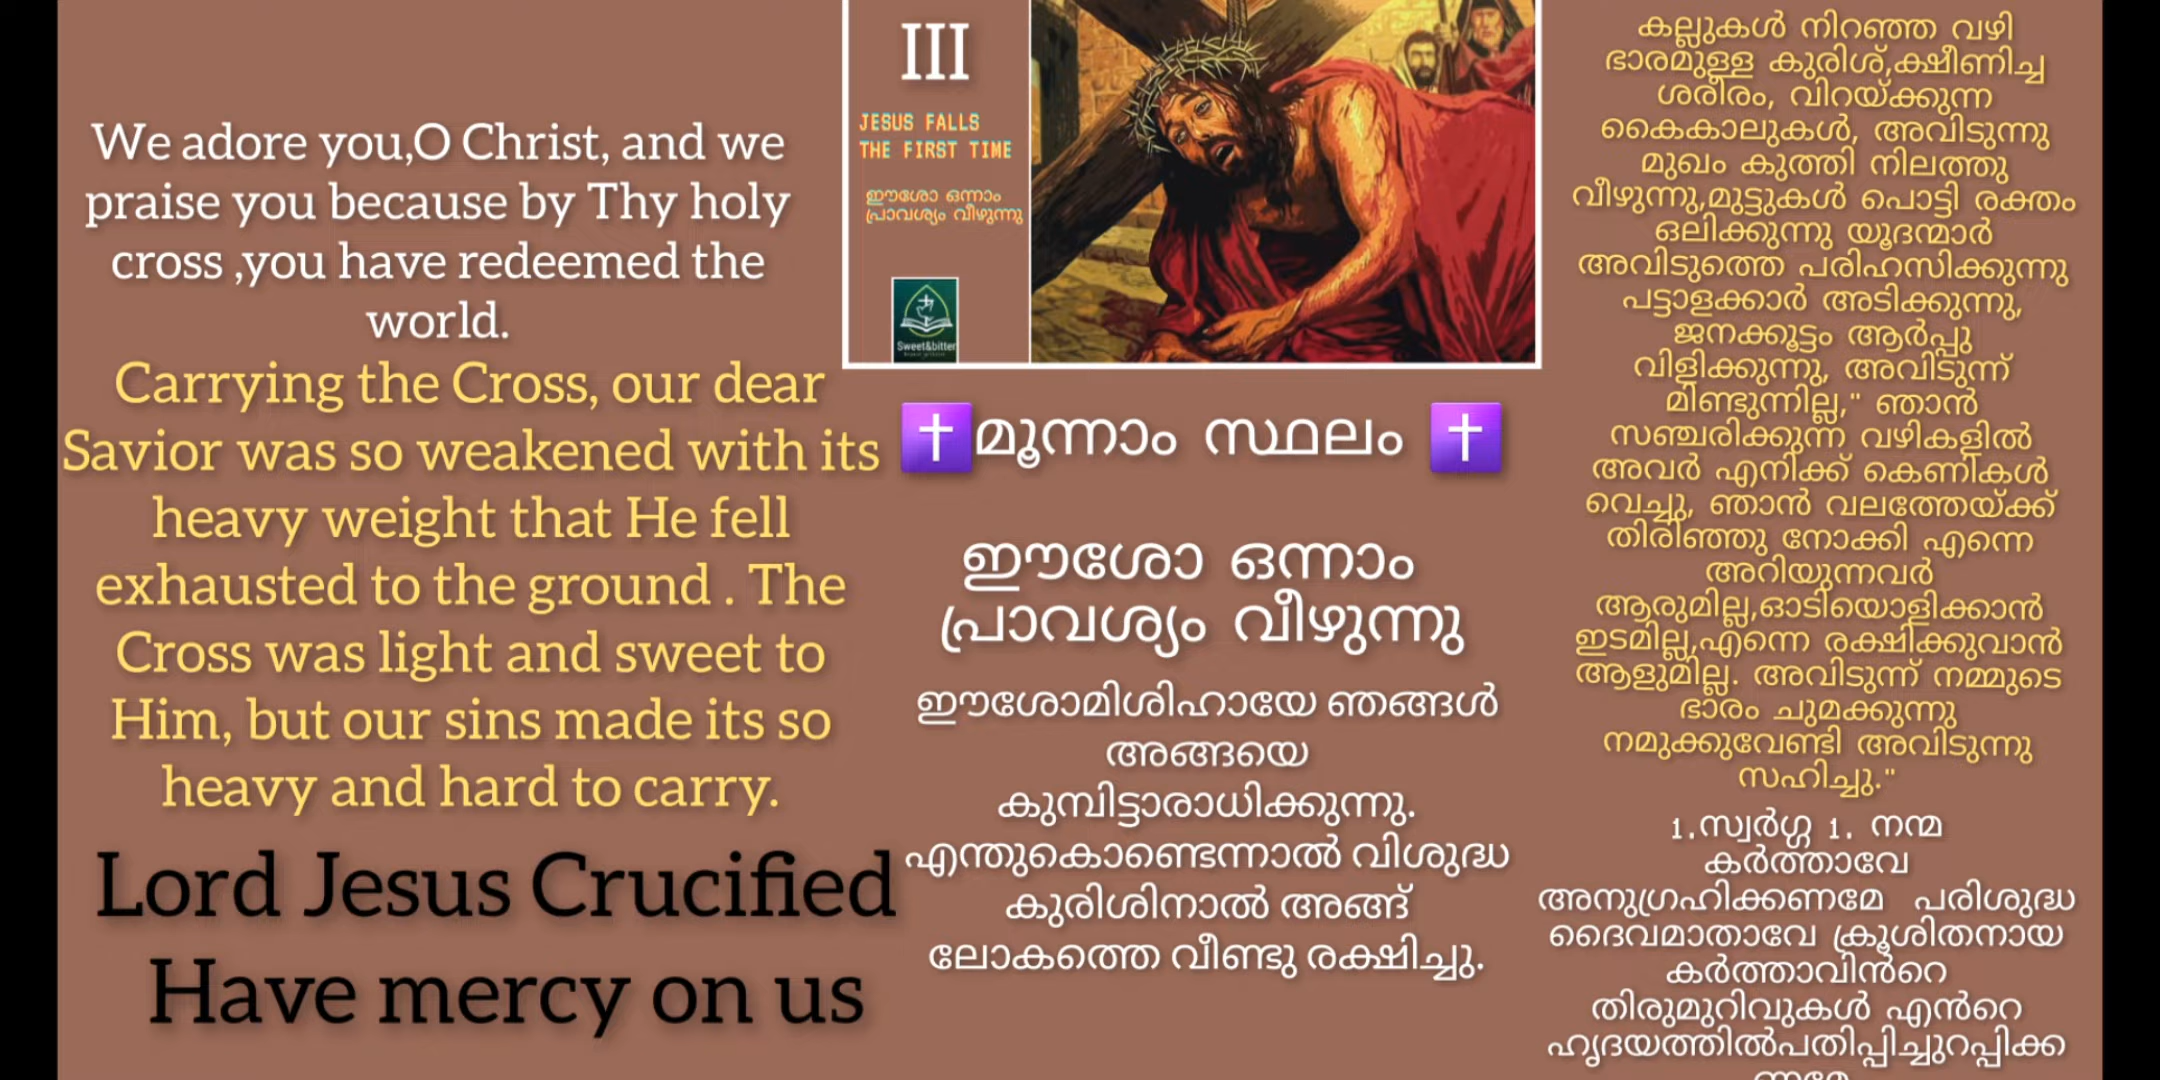 We adore you,O Christ, and we
praise you because by Thy holy
cross ,you have redeemed the
world.
Carrying the Cross, our dear
Savior was so weakened with its
heavy weight that He fell
exhausted to the ground . The
Cross was light and sweet to
Him, but our sins made its so
heavy and hard to carry.
Lord Jesus Crucified
Have mercy on us
III
JESUS FALLS
THE FIRST TIME
ഈശോ ഒന്നാം
പ്രാവശ്യം വീഴുന്നു
Sweet&bitter
✝️മൂന്നാം സ്ഥലം ✝️
ഈശോ ഒന്നാം
പ്രാവശ്യം വീഴുന്നു
ഈശോമിശിഹായേ ഞങ്ങൾ
അങ്ങയെ
കുമ്പിട്ടാരാധിക്കുന്നു.
എന്തുകൊണ്ടെന്നാൽ വിശുദ്ധ
കുരിശിനാൽ അങ്ങ്
ലോകത്തെ വീണ്ടു രക്ഷിച്ചു.
കല്ലുകൾ നിറഞ്ഞ വഴി
ഭാരമുള്ള കുരിശ്,ക്ഷീണിച്ച
ശരീരം, വിറയ്ക്കുന്ന
കൈകാലുകൾ, അവിടുന്നു
മുഖം കുത്തി നിലത്തു
വീഴുന്നു,മുട്ടുകൾ പൊട്ടി രക്തം
ഒലിക്കുന്നു യൂദന്മാർ
അവിടുത്തെ പരിഹസിക്കുന്നു
പട്ടാളക്കാർ അടിക്കുന്നു,
ജനക്കൂട്ടം ആർപ്പു
വിളിക്കുന്നു, അവിടുന്ന്
മിണ്ടുന്നില്ല," ഞാൻ
സഞ്ചരിക്കുന്ന വഴികളിൽ
അവർ എനിക്ക് കെണികൾ
വെച്ചു, ഞാൻ വലത്തേയ്ക്ക്
തിരിഞ്ഞു നോക്കി എന്നെ
അറിയുന്നവർ
ആരുമില്ല,ഓടിയൊളിക്കാൻ
ഇടമില്ല,എന്നെ രക്ഷിക്കുവാൻ
ആളുമില്ല. അവിടുന്ന് നമ്മുടെ
ഭാരം ചുമക്കുന്നു
നമുക്കുവേണ്ടി അവിടുന്നു
സഹിച്ചു."
1.സ്വർഗ്ഗ 1. നന്മ
കർത്താവേ
അനുഗ്രഹിക്കണമേ പരിശുദ്ധ
ദൈവമാതാവേ ക്രൂശിതനായ
കർത്താവിൻറെ
തിരുമുറിവുകൾ എൻറെ
ഹൃദയത്തിൽപതിപ്പിച്ചുറപ്പിക്ക